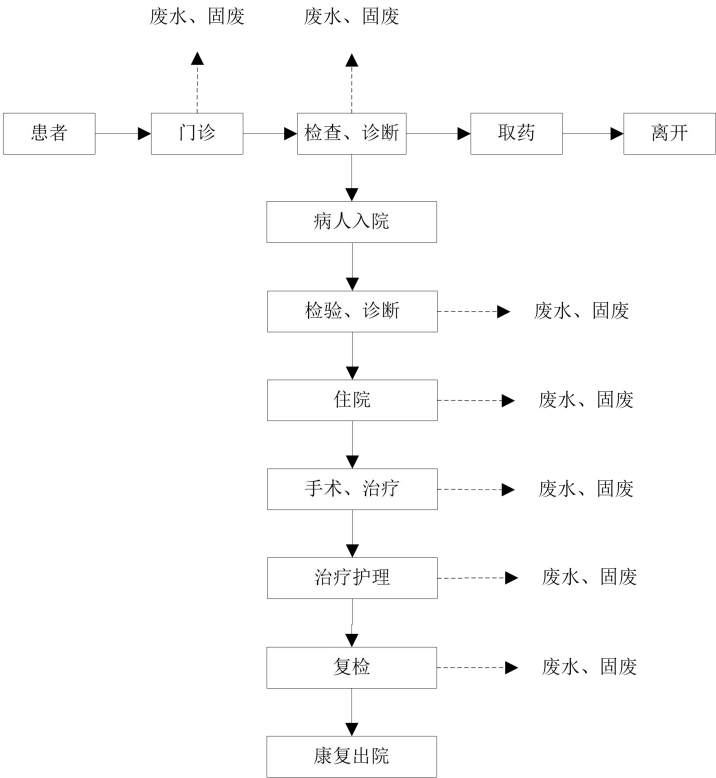 废水、固废
废水、固废
患者
门诊
检查、诊断
取药
离开
病人入院
检验、诊断
废水、固废
住院
废水、固废
手术、治疗
废水、固废
治疗护理
废水、固废
复检
废水、固废
康复出院